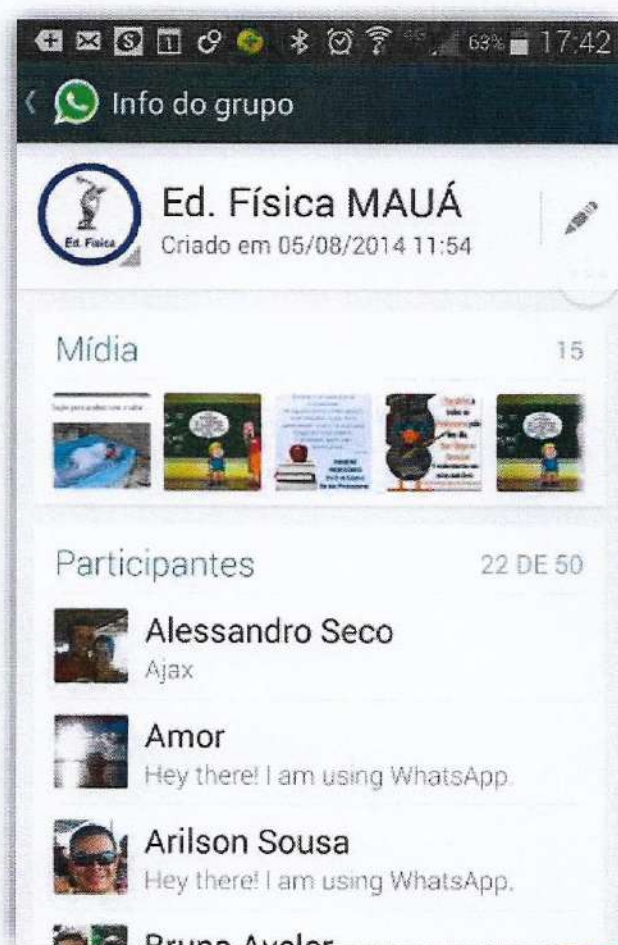 63% 17:42
Info do grupo
Ed. Física MAUÁ
Ed. Física
Criado em 05/08/2014 11:54
Mídia 15
Participantes 22 DE 50
Alessandro Seco
Ajax
Amor
Hey there! I am using WhatsApp.
Arilson Sousa
Hey there! I am using WhatsApp.